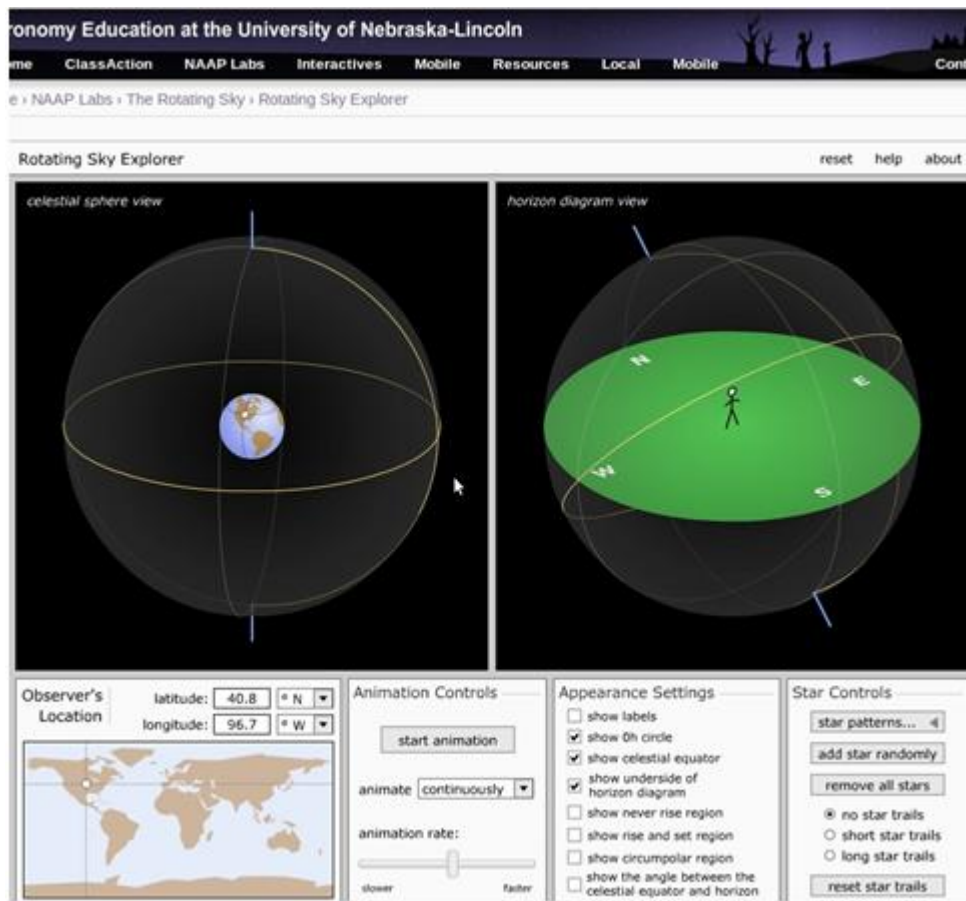 ronomy Education at the University of Nebraska-Lincoln
me ClassAction NAAP Labs Interactives Mobile Resources Local Mobile Cont
e › NAAP Labs › The Rotating Sky › Rotating Sky Explorer
Rotating Sky Explorer reset help about
celestial sphere view
horizon diagram view
N
E
W
S
Observer's Location
latitude: 40.8 ° N
longitude: 96.7 ° W
Animation Controls
start animation
animate continuously
animation rate:
slower faster
Appearance Settings
show labels
show 0h circle
show celestial equator
show underside of
horizon diagram
show never rise region
show rise and set region
show circumpolar region
show the angle between the
celestial equator and horizon
Star Controls
star patterns...
add star randomly
remove all stars
no star trails
short star trails
long star trails
reset star trails